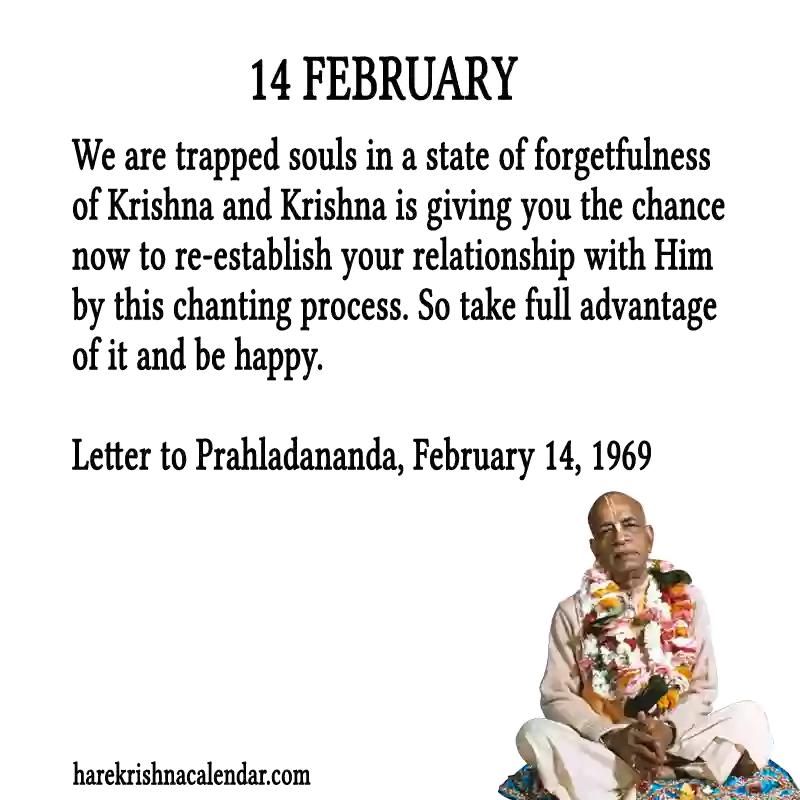 14 FEBRUARY
We are trapped souls in a state of forgetfulness
of Krishna and Krishna is giving you the chance
now to re-establish your relationship with Him
by this chanting process. So take full advantage
of it and be happy.
Letter to Prahladananda, February 14, 1969
harekrishnacalendar.com